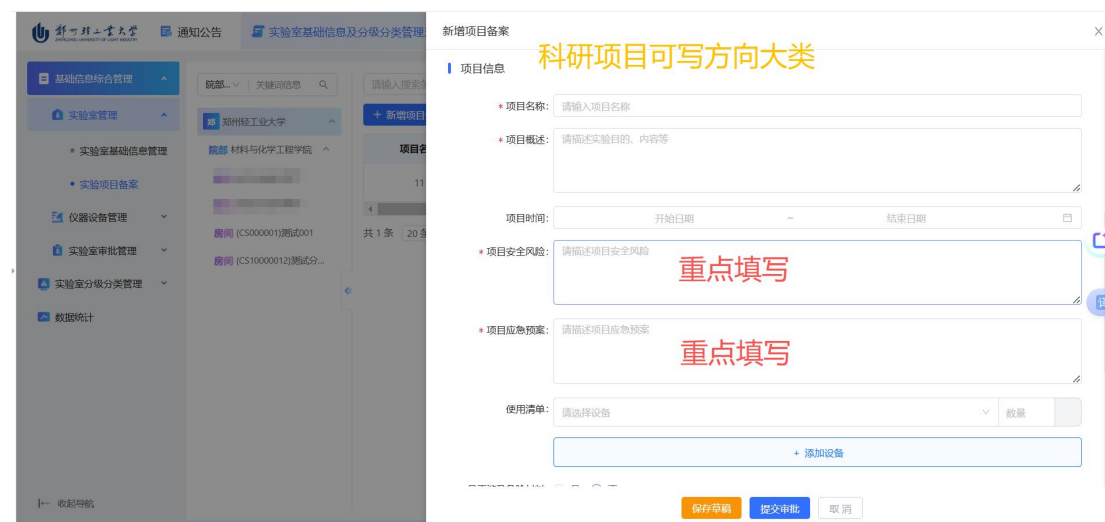 郑州轻工业大学
ZHENGZHOU UNIVERSITY OF LIGHT INDUSTRY
通知公告
实验室基础信息及分级分类管理
基础信息综合管理
实验室管理
实验室基础信息管理
实验项目备案
仪器设备管理
实验室审批管理
实验室分级分类管理
数据统计
收起导航
院部... 关键词信息
郑 郑州轻工业大学
院部 材料与化学工程学院
房间 (CS000001)测试001
房间 (CS10000012)测试分...
请输入搜索
+ 新增项目
项目名
11
共 1 条 20
新增项目备案
科研项目可写方向大类
项目信息
* 项目名称: 请输入项目名称
* 项目概述: 请描述实验目的、内容等
项目时间: 开始日期 ~ 结束日期
* 项目安全风险: 请描述项目安全风险
重点填写
* 项目应急预案: 请描述项目应急预案
重点填写
使用清单: 请选择设备 数量
+ 添加设备
保存草稿 提交审批 取消